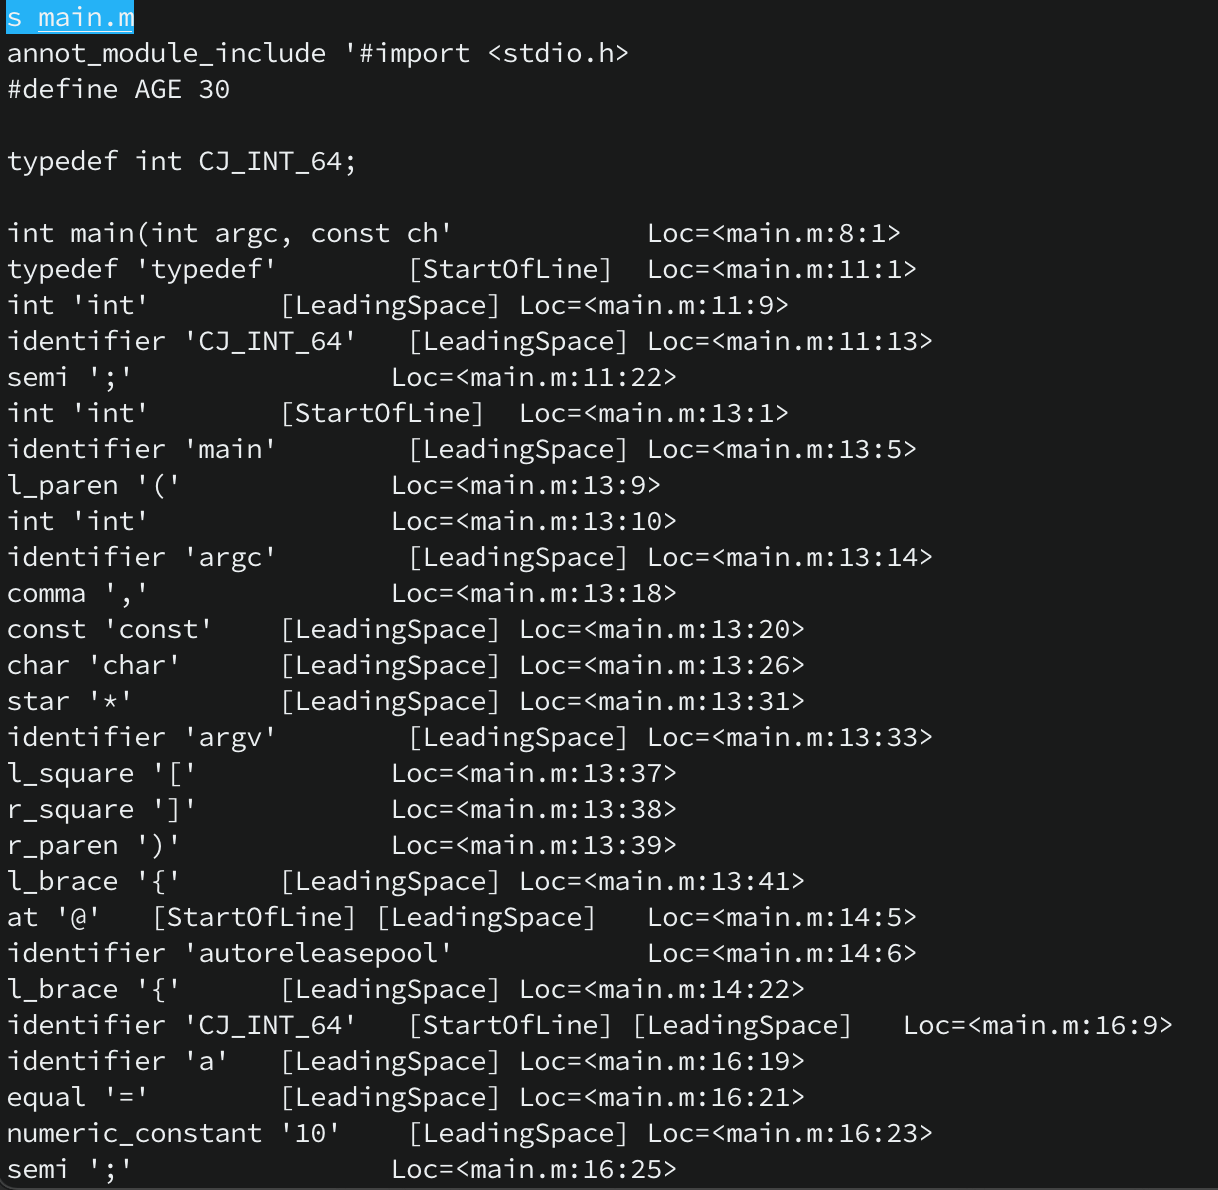 s main.m
annot_module_include '#import <stdio.h>
#define AGE 30
typedef int CJ_INT_64;
int main(int argc, const ch'            Loc=<main.m:8:1>
typedef 'typedef'        [StartOfLine]  Loc=<main.m:11:1>
int 'int'        [LeadingSpace] Loc=<main.m:11:9>
identifier 'CJ_INT_64'   [LeadingSpace] Loc=<main.m:11:13>
semi ';'                Loc=<main.m:11:22>
int 'int'        [StartOfLine]  Loc=<main.m:13:1>
identifier 'main'        [LeadingSpace] Loc=<main.m:13:5>
l_paren '('             Loc=<main.m:13:9>
int 'int'               Loc=<main.m:13:10>
identifier 'argc'        [LeadingSpace] Loc=<main.m:13:14>
comma ','               Loc=<main.m:13:18>
const 'const'    [LeadingSpace] Loc=<main.m:13:20>
char 'char'      [LeadingSpace] Loc=<main.m:13:26>
star '*'         [LeadingSpace] Loc=<main.m:13:31>
identifier 'argv'        [LeadingSpace] Loc=<main.m:13:33>
l_square '['            Loc=<main.m:13:37>
r_square ']'            Loc=<main.m:13:38>
r_paren ')'             Loc=<main.m:13:39>
l_brace '{'      [LeadingSpace] Loc=<main.m:13:41>
at '@'   [StartOfLine] [LeadingSpace]   Loc=<main.m:14:5>
identifier 'autoreleasepool'            Loc=<main.m:14:6>
l_brace '{'      [LeadingSpace] Loc=<main.m:14:22>
identifier 'CJ_INT_64'   [StartOfLine] [LeadingSpace]   Loc=<main.m:16:9>
identifier 'a'   [LeadingSpace] Loc=<main.m:16:19>
equal '='        [LeadingSpace] Loc=<main.m:16:21>
numeric_constant '10'    [LeadingSpace] Loc=<main.m:16:23>
semi ';'                Loc=<main.m:16:25>